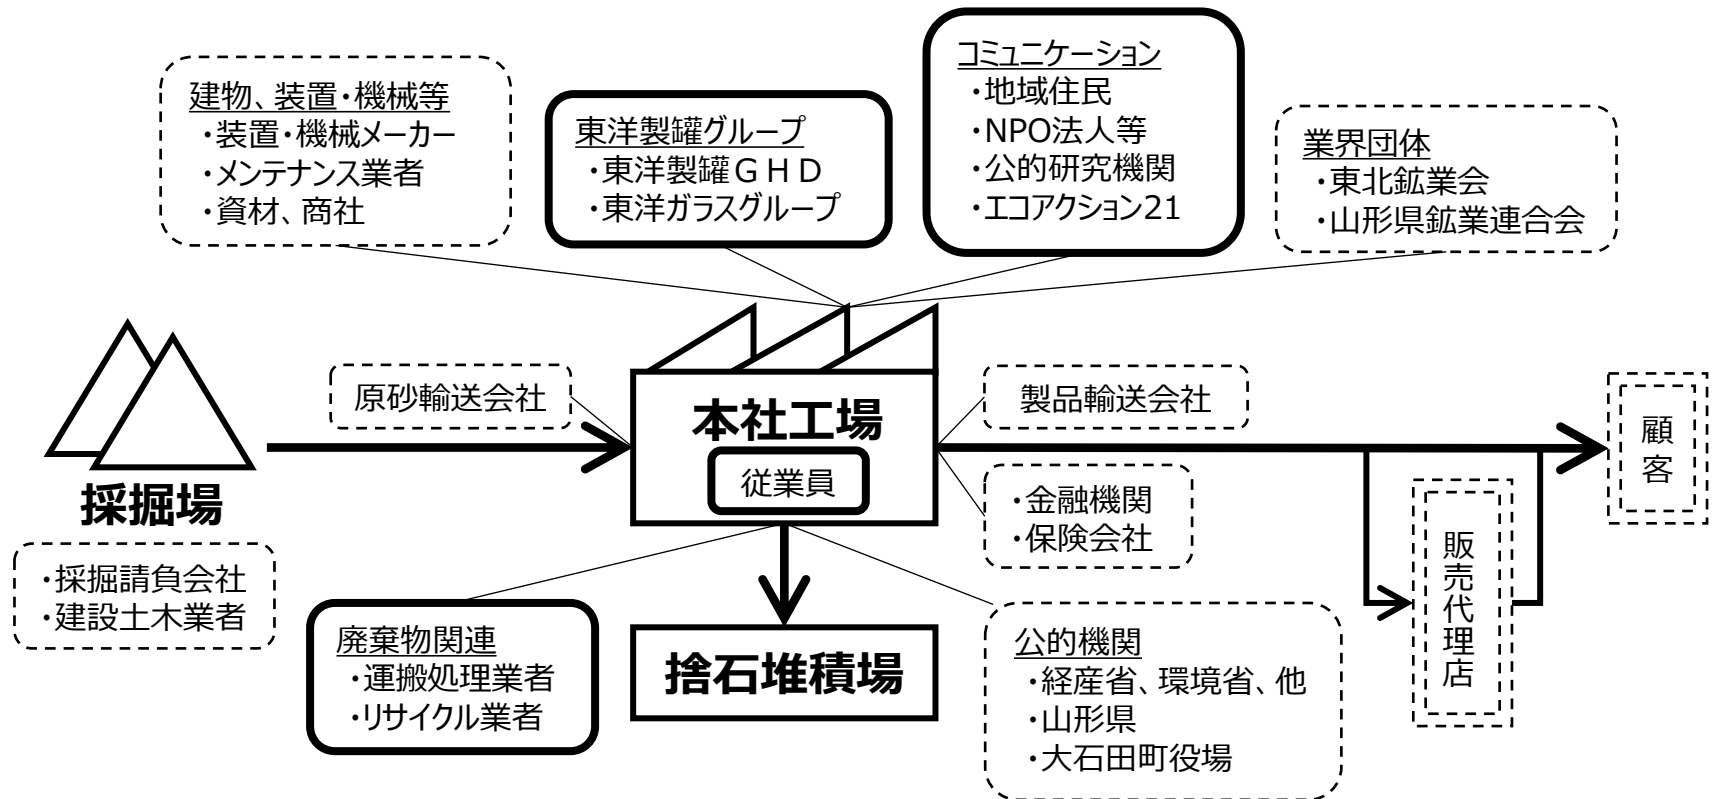 建物、装置・機械等
・装置・機械メーカー
・メンテナンス業者
・資材、商社
東洋製罐グループ
・東洋製罐ＧＨＤ
・東洋ガラスグループ
コミュニケーション
・地域住民
・NPO法人等
・公的研究機関
・エコアクション21
業界団体
・東北鉱業会
・山形県鉱業連合会
原砂輸送会社
本社工場
従業員
製品輸送会社
・金融機関
・保険会社
顧客
販売代理店
採掘場
・採掘請負会社
・建設土木業者
廃棄物関連
・運搬処理業者
・リサイクル業者
捨石堆積場
公的機関
・経産省、環境省、他
・山形県
・大石田町役場